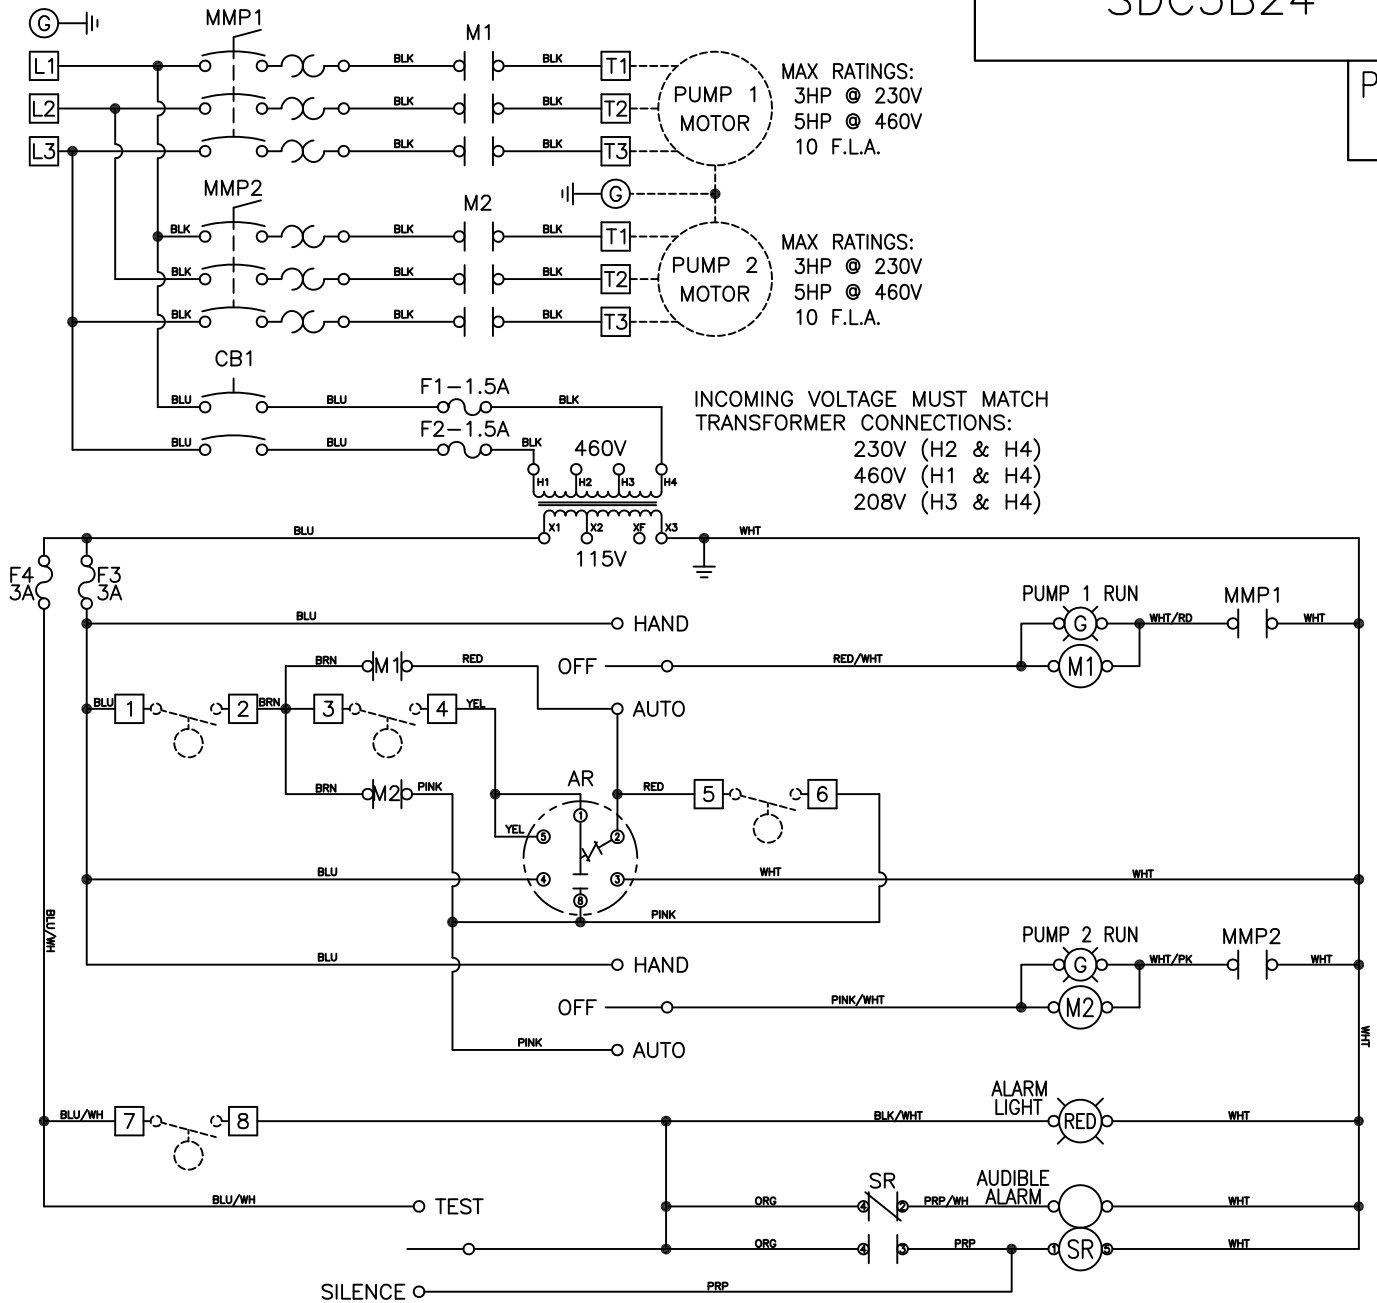 SDC3B24
P
G MMP1 M1
L1 BLK BLK T1
L2 BLK BLK T2
L3 BLK BLK T3
PUMP 1
MOTOR
MAX RATINGS:
3HP @ 230V
5HP @ 460V
10 F.L.A.
G
MMP2 M2
BLK BLK BLK T1
BLK BLK BLK T2
BLK BLK BLK T3
PUMP 2
MOTOR
MAX RATINGS:
3HP @ 230V
5HP @ 460V
10 F.L.A.
CB1
F1-1.5A
BLU BLU BLK
F2-1.5A
BLU BLU BLK
460V
H1 H2 H3 H4
INCOMING VOLTAGE MUST MATCH
TRANSFORMER CONNECTIONS:
230V (H2 & H4)
460V (H1 & H4)
208V (H3 & H4)
X1 X2 XF X3
BLU WHT
115V
F4
3A
F3
3A
BLU HAND
PUMP 1 RUN MMP1
G WHT/RD WHT
BRN M1 RED
OFF RED/WHT M1
BLU 1 2 BRN 3 4 YEL AUTO
BRN M2 PINK
AR
RED 5 6
1
YEL 5 2
BLU 4 3 WHT WHT
8
PINK
BLU/WH
BLU HAND
PUMP 2 RUN MMP2
G WHT/PK WHT
OFF PINK/WHT M2
PINK AUTO
WHT
ALARM
LIGHT
BLU/WH 7 8 BLK/WHT RED WHT
SR
AUDIBLE
ALARM
BLU/WH TEST ORG 4 2 PRP/WH WHT
ORG 4 3 PRP 1 SR 5 WHT
SILENCE PRP